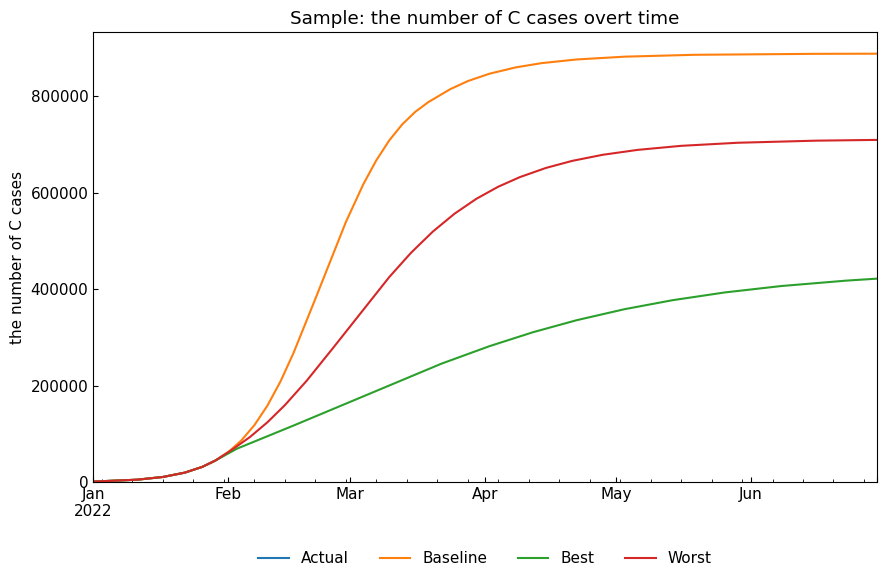 Sample: the number of C cases overt time
the number of C cases
800000
600000
400000
200000
0
Jan Feb Mar Apr May Jun
2022
Actual Baseline Best Worst